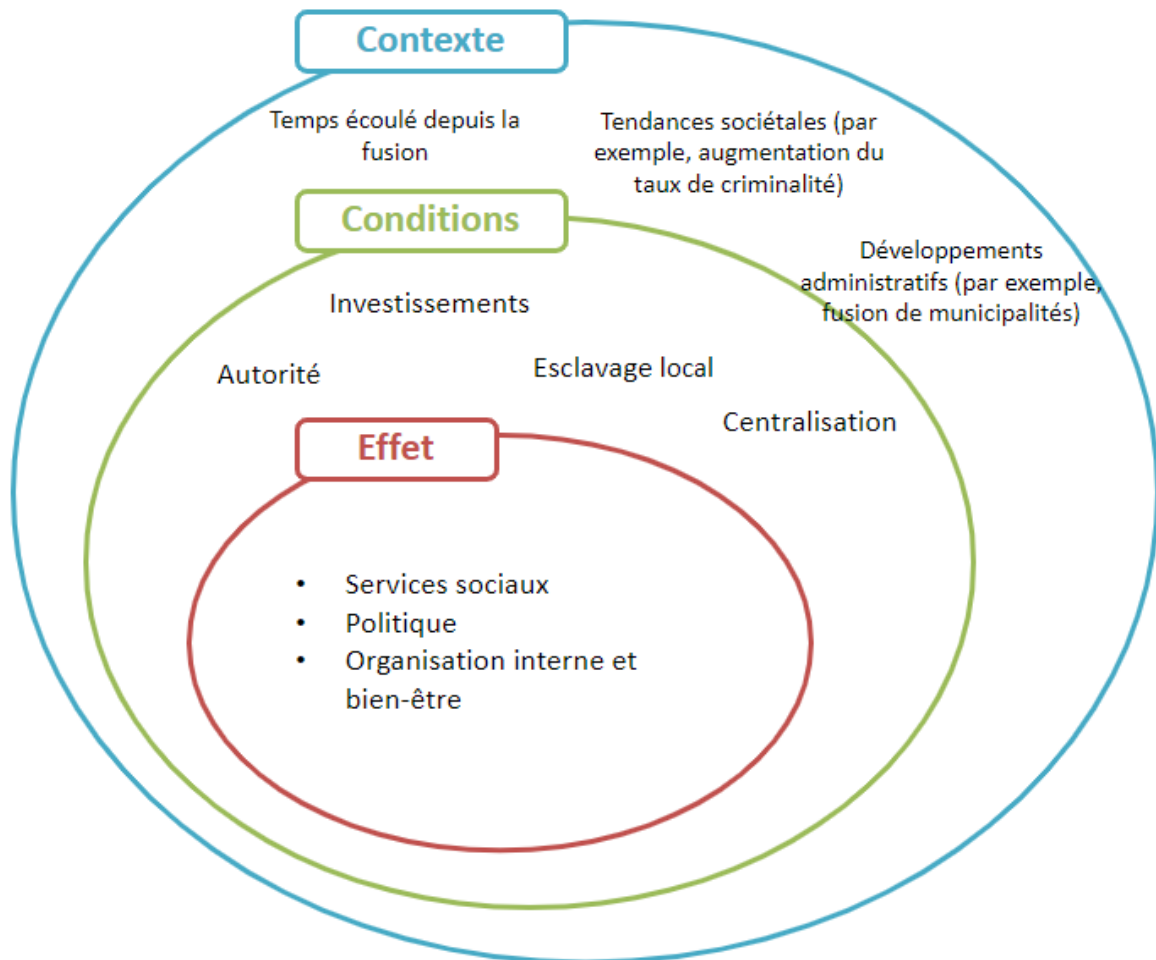 Contexte
Temps écoulé depuis la
fusion
Tendances sociétales (par
exemple, augmentation du
taux de criminalité)
Conditions
Développements
administratifs (par exemple,
fusion de municipalités)
Investissements
Autorité
Esclavage local
Centralisation
Effet
• Services sociaux
• Politique
• Organisation interne et
bien-être